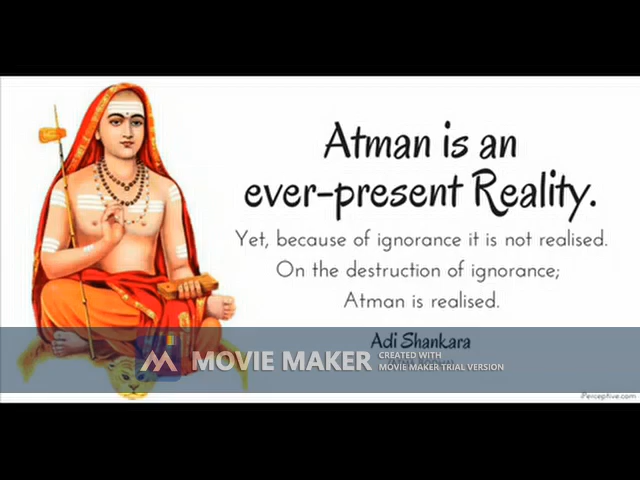 Atman is an
ever-present Reality.
Yet, because of ignorance it is not realised.
On the destruction of ignorance;
Atman is realised.
Adi Shankara
MOVIE MAKER
CREATED WITH
MOVIE MAKER TRIAL VERSION
iPerceptive.com